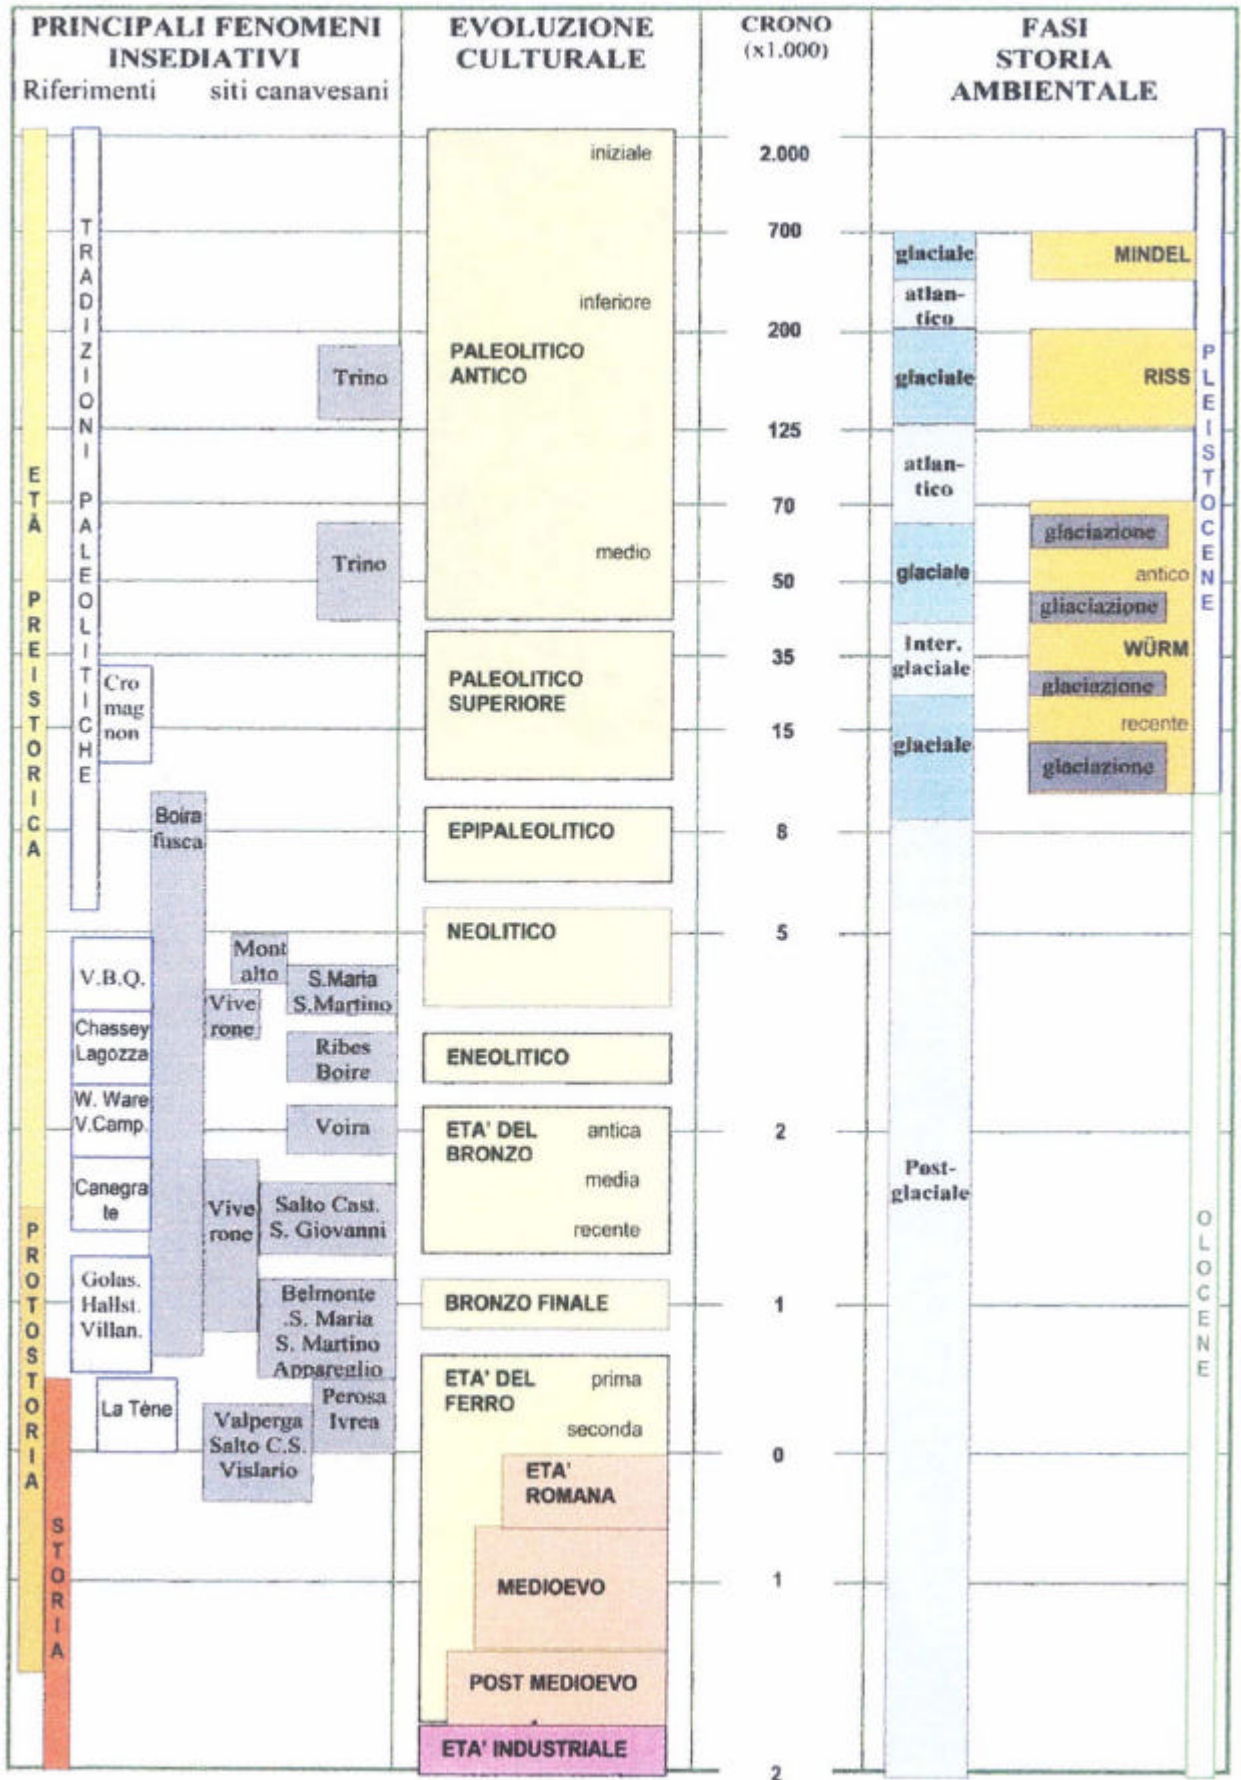 PRINCIPALI FENOMENI
INSEDIATIVI
Riferimenti siti canavesani
EVOLUZIONE
CULTURALE
CRONO
(x1.000)
FASI
STORIA
AMBIENTALE
ETÀ PREISTORICA
PROTOSTORIA
STORIA
TRADIZIONI PALEOLITICHE
Cro
mag
non
V.B.Q.
Chassey
Lagozza
W. Ware
V.Camp.
Canegra
te
Golas.
Hallst.
Villan.
La Tène
Boira
fusca
Trino
Trino
Mont
alto
S.Maria
S.Martino
Vive
rone
Ribes
Boire
Voira
Vive
rone
Salto Cast.
S. Giovanni
Belmonte
.S. Maria
S. Martino
Appareglio
Perosa
Ivrea
Valperga
Salto C.S.
Vislario
iniziale
inferiore
PALEOLITICO
ANTICO
medio
PALEOLITICO
SUPERIORE
EPIPALEOLITICO
NEOLITICO
ENEOLITICO
ETA' DEL antica
BRONZO
media
recente
BRONZO FINALE
ETA' DEL prima
FERRO
seconda
ETA'
ROMANA
MEDIOEVO
POST MEDIOEVO
ETA' INDUSTRIALE
2.000
700
200
125
70
50
35
15
8
5
2
1
0
1
2
glaciale
atlan-
tico
glaciale
atlan-
tico
glaciale
Inter.
glaciale
glaciale
Post-
glaciale
MINDEL
RISS
glaciazione
antico
gliaciazione
WÜRM
glaciazione
recente
glaciazione
PLEISTOCENE
OLOCENE